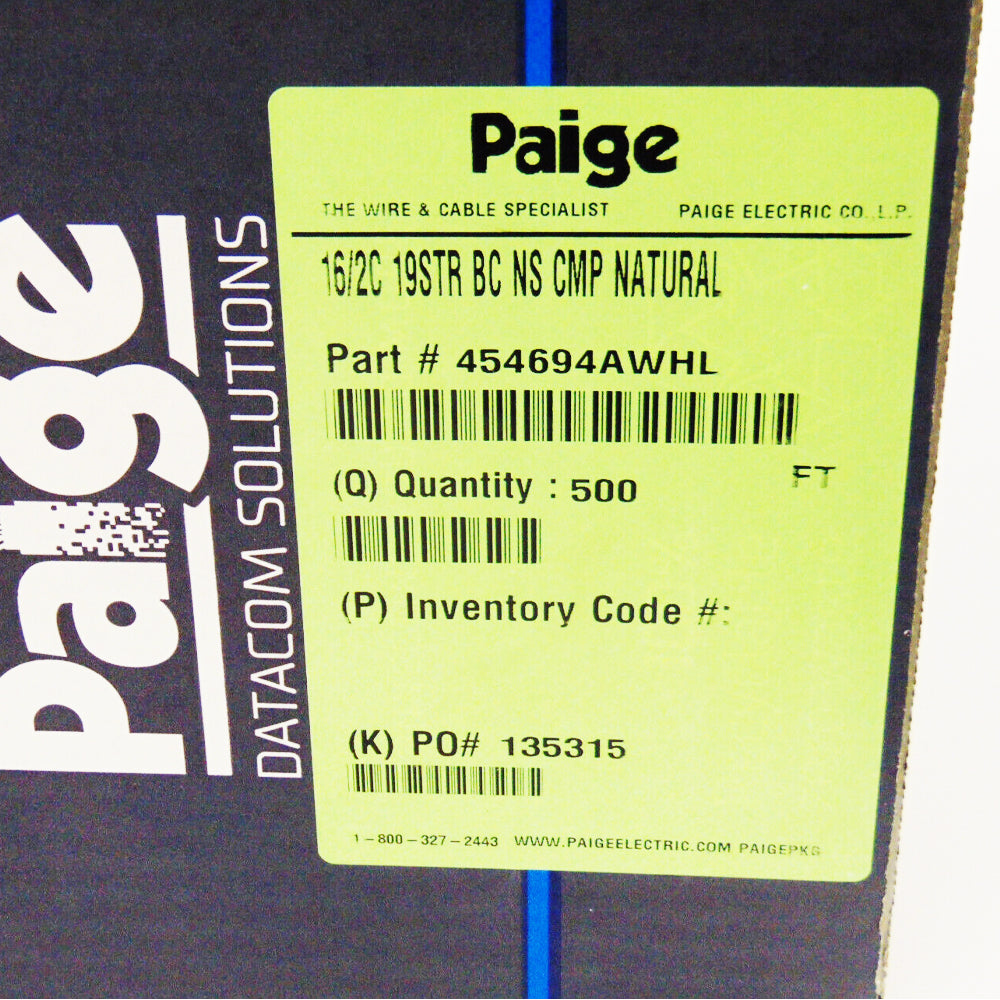 Paige
DATACOM SOLUTIONS
Paige
THE WIRE & CABLE SPECIALIST PAIGE ELECTRIC CO., L.P.
16/2C 19STR BC NS CMP NATURAL
Part # 454694AWHL
(Q) Quantity : 500 FT
(P) Inventory Code #:
(K) PO# 135315
1-800-327-2443 WWW.PAIGEELECTRIC.COM PAIGEPKG